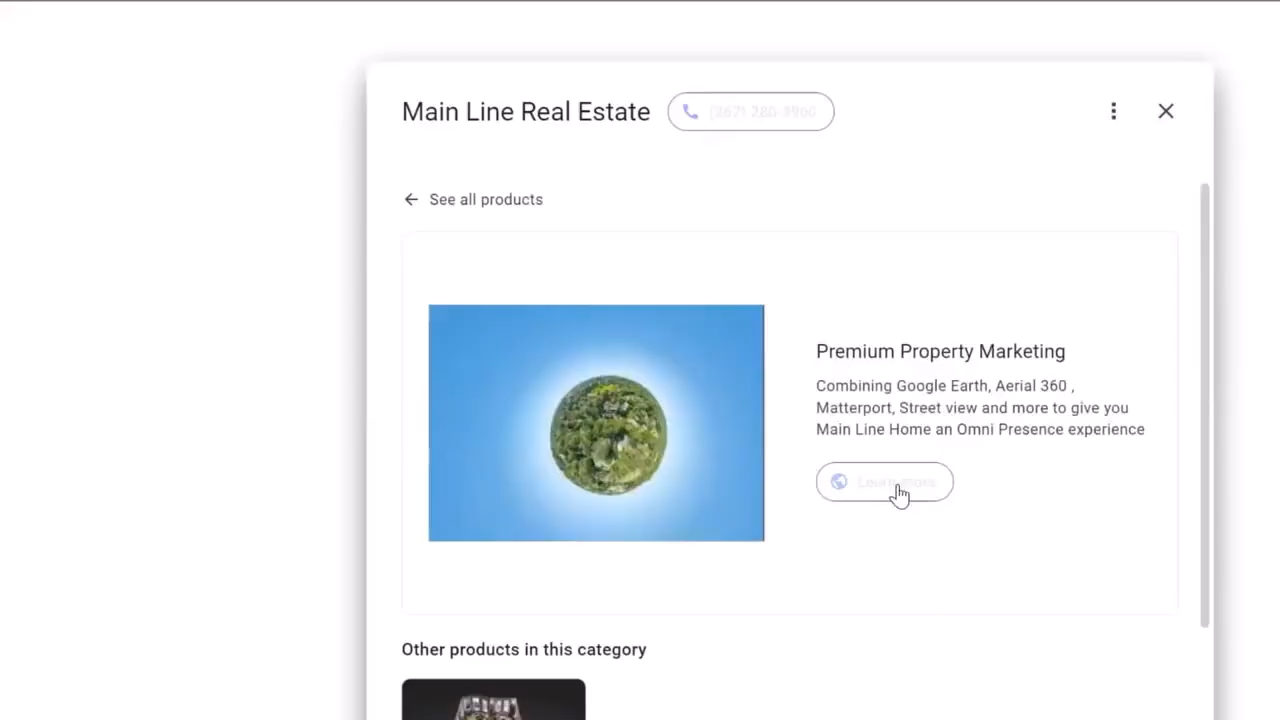 Main Line Real Estate
See all products
Premium Property Marketing
Combining Google Earth, Aerial 360 ,
Matterport, Street view and more to give you
Main Line Home an Omni Presence experience
Other products in this category